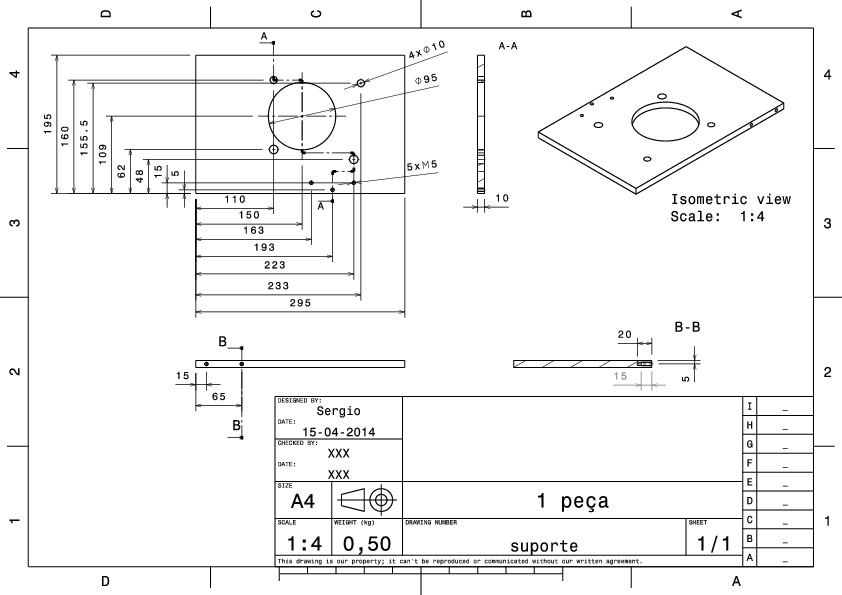 D
C
B
A
4
4
3
3
2
2
1
1
A
4xΦ10
Φ95
5xM5
195
160
155.5
109
62
48
15
5
A
110
150
163
193
223
233
295
A-A
10
Isometric view
Scale: 1:4
B
B
15
65
B-B
20
15
5
DESIGNED BY:
Sergio
DATE:
15-04-2014
CHECKED BY:
XXX
DATE:
XXX
SIZE
A4
SCALE
1:4
WEIGHT (kg)
0,50
1 peça
DRAWING NUMBER
suporte
SHEET
1/1
This drawing is our property; it can't be reproduced or communicated without our written agreement.
I _
H _
G _
F _
E _
D _
C _
B _
A _
D
A